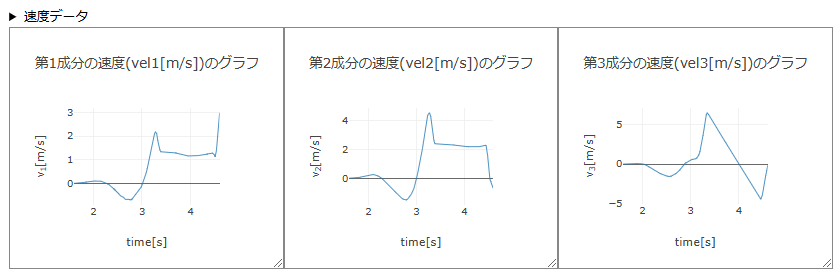 ▶ 速度データ
第1成分の速度(vel1[m/s])のグラフ
3
2
1
0
v1[m/s]
2 3 4
time[s]
第2成分の速度(vel2[m/s])のグラフ
4
2
0
v2[m/s]
2 3 4
time[s]
第3成分の速度(vel3[m/s])のグラフ
5
0
−5
v3[m/s]
2 3 4
time[s]